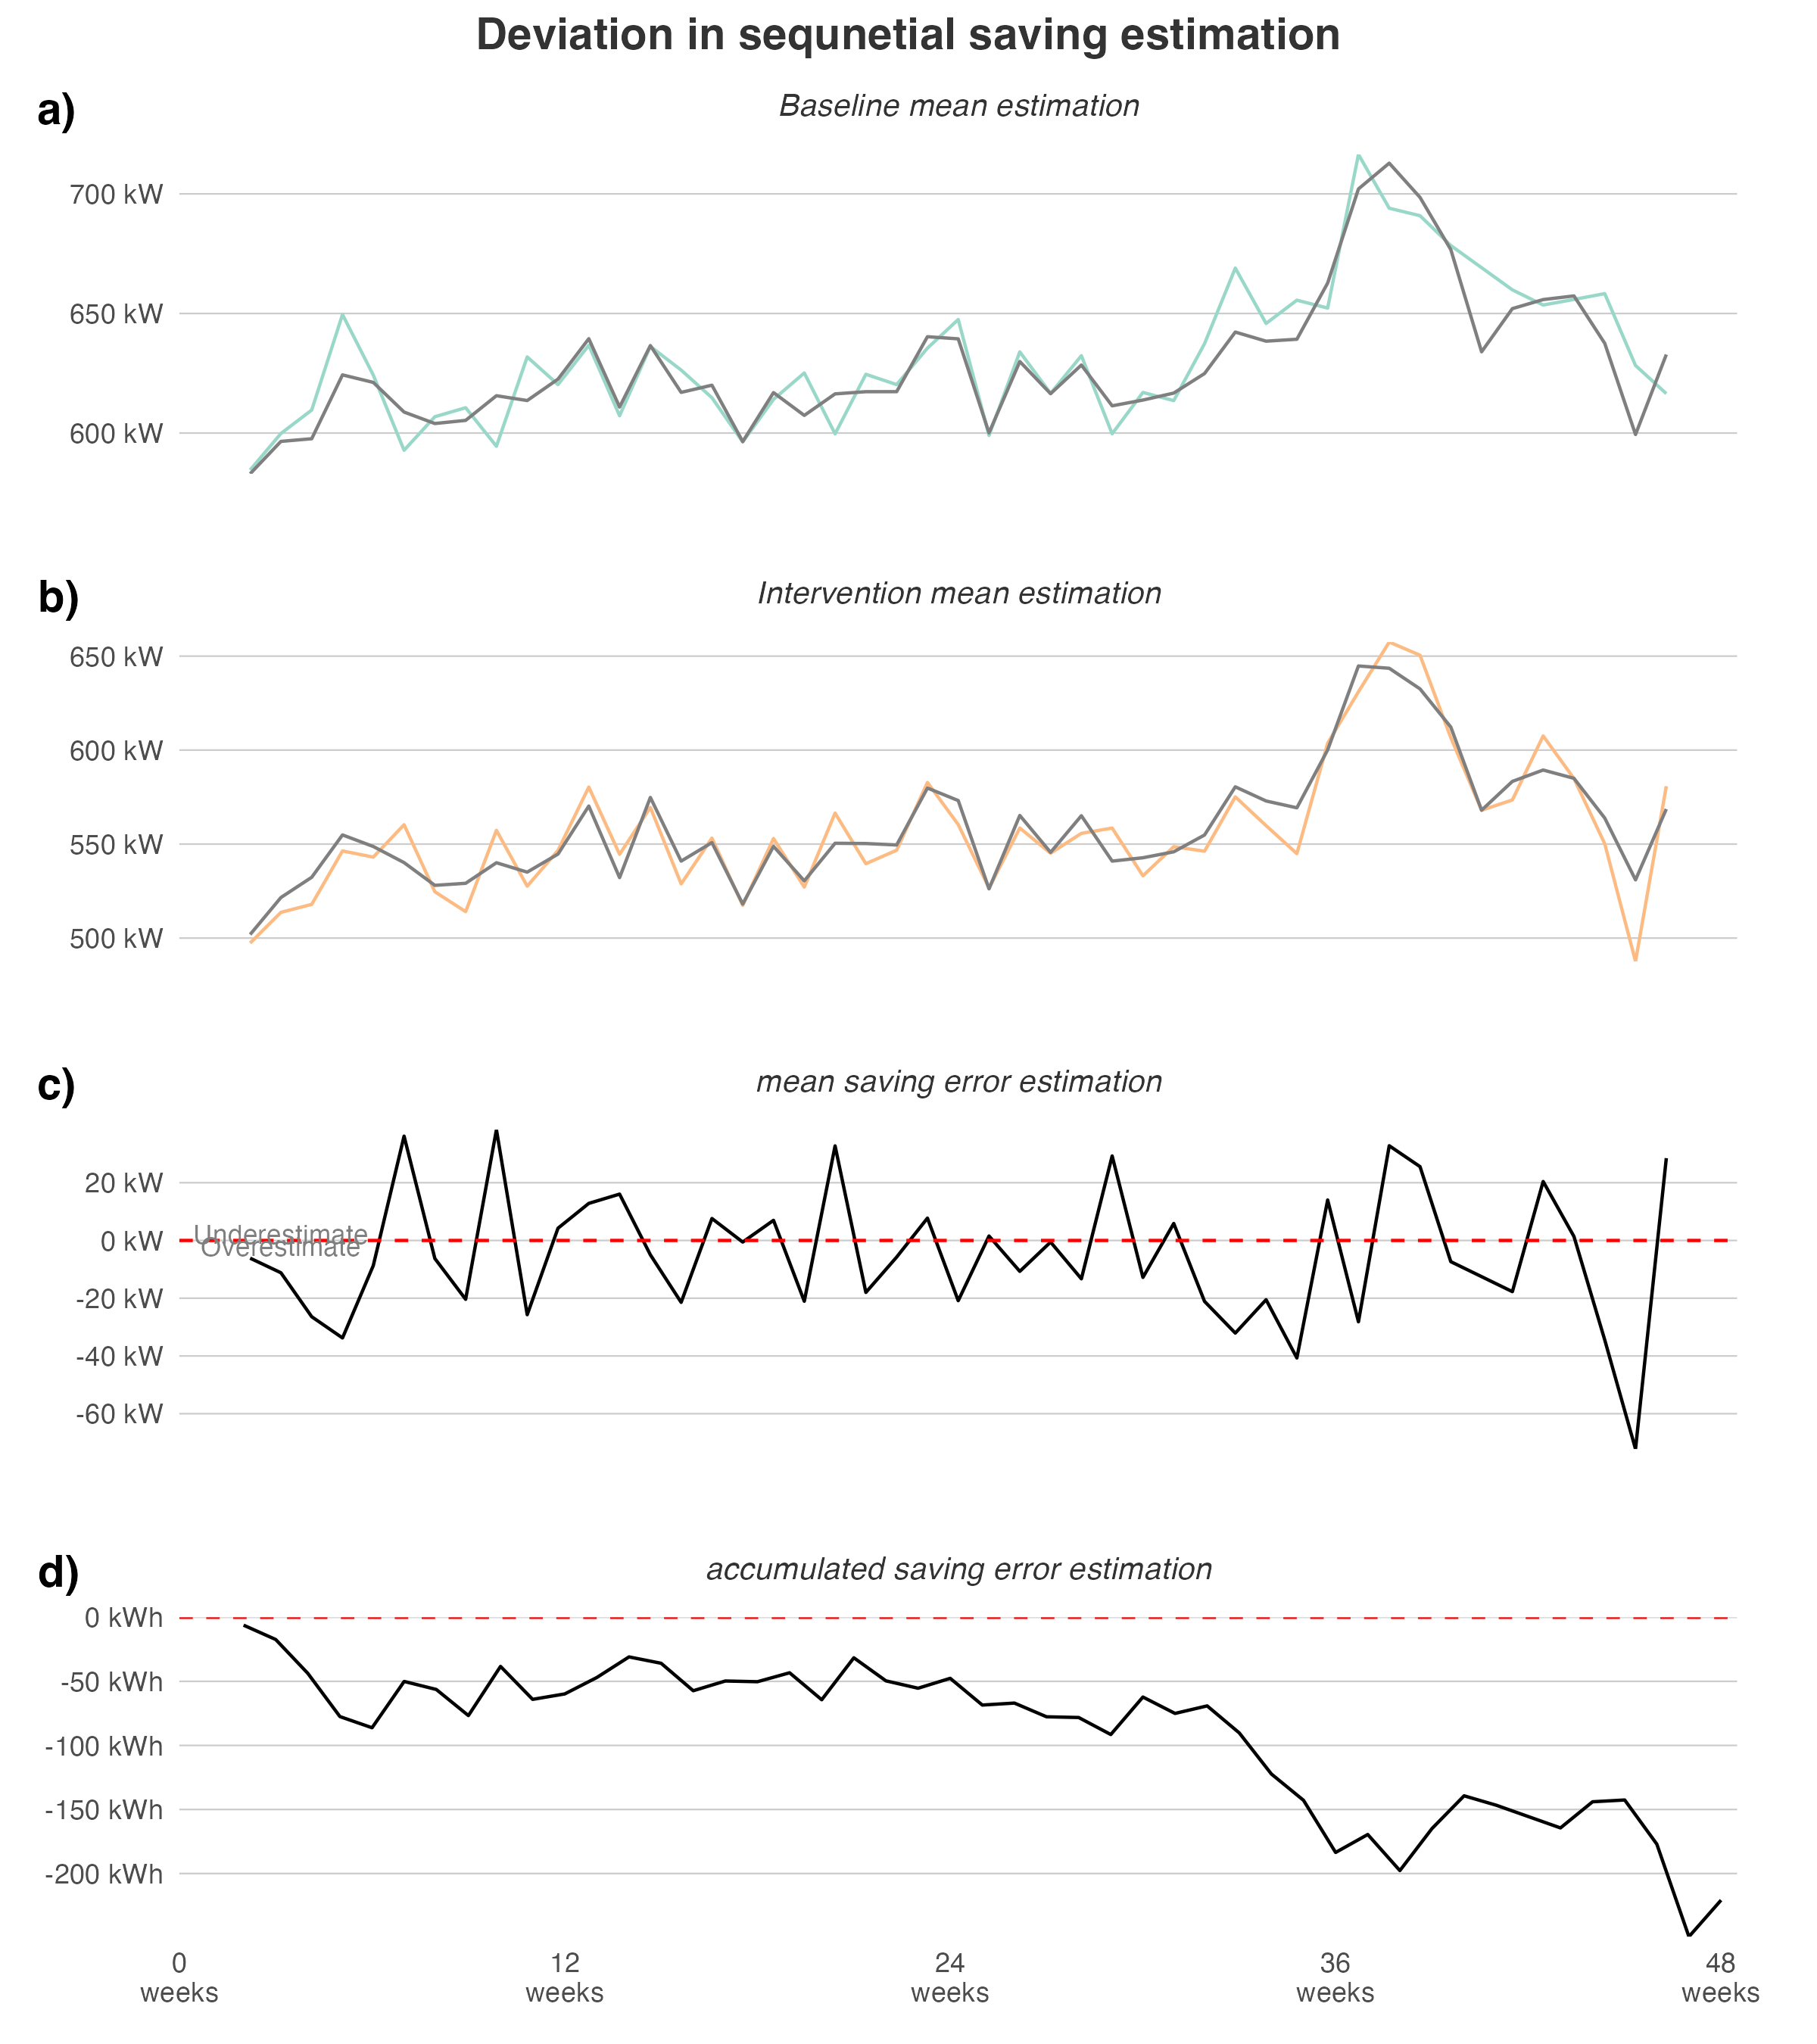 Deviation in sequnetial saving estimation
a)
Baseline mean estimation
700 kW
650 kW
600 kW
b)
Intervention mean estimation
650 kW
600 kW
550 kW
500 kW
c)
mean saving error estimation
20 kW
0 kW
Underestimate
Overestimate
-20 kW
-40 kW
-60 kW
d)
accumulated saving error estimation
0 kWh
-50 kWh
-100 kWh
-150 kWh
-200 kWh
0 12 24 36 48
weeks weeks weeks weeks weeks